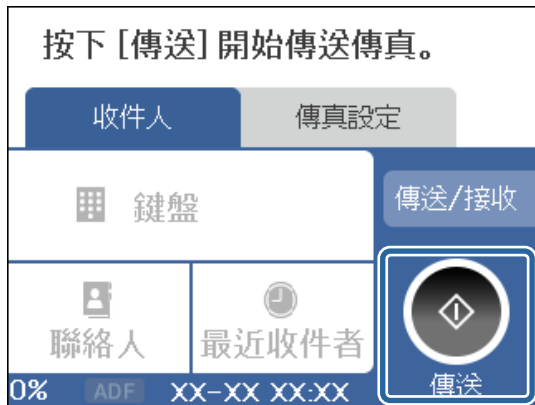 按下 [傳送] 開始傳送傳真。
收件人 傳真設定
鍵盤 傳送/接收
聯絡人 最近收件者 傳送
0% ADF XX-XX XX:XX